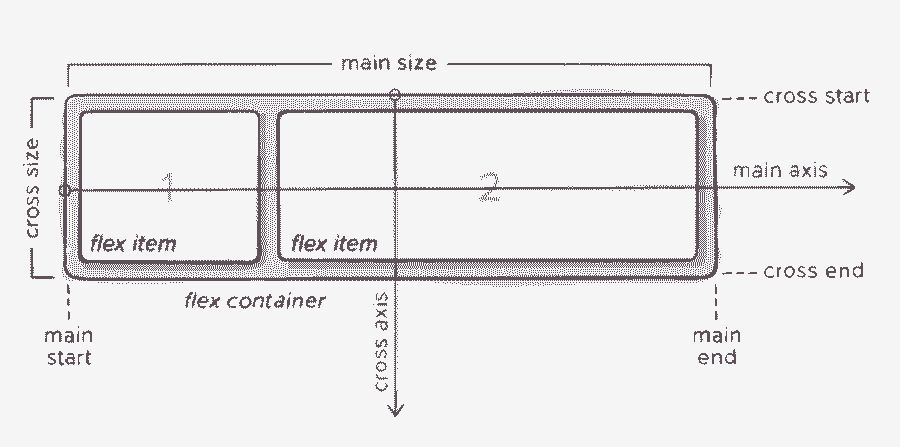 main size
cross start
cross size
1
2
main axis
flex item
flex item
cross end
flex container
cross axis
main
start
main
end